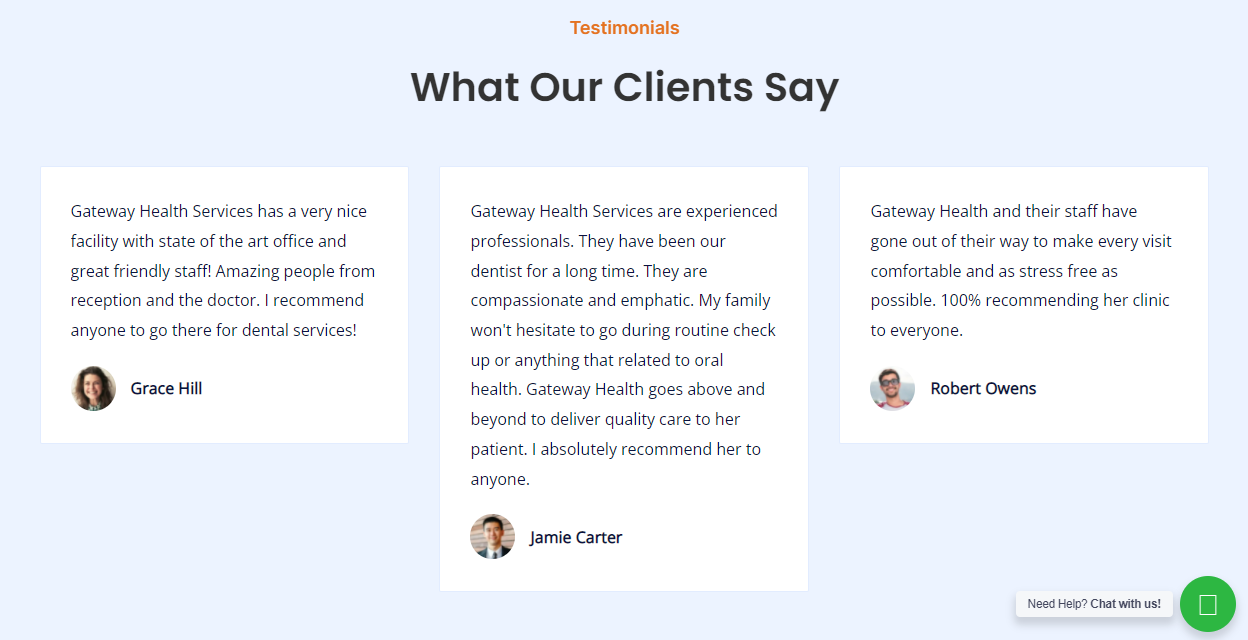 Testimonials
What Our Clients Say
Gateway Health Services has a very nice
facility with state of the art office and
great friendly staff! Amazing people from
reception and the doctor. I recommend
anyone to go there for dental services!
Grace Hill
Gateway Health Services are experienced
professionals. They have been our
dentist for a long time. They are
compassionate and emphatic. My family
won't hesitate to go during routine check
up or anything that related to oral
health. Gateway Health goes above and
beyond to deliver quality care to her
patient. I absolutely recommend her to
anyone.
Jamie Carter
Gateway Health and their staff have
gone out of their way to make every visit
comfortable and as stress free as
possible. 100% recommending her clinic
to everyone.
Robert Owens
Need Help? Chat with us!